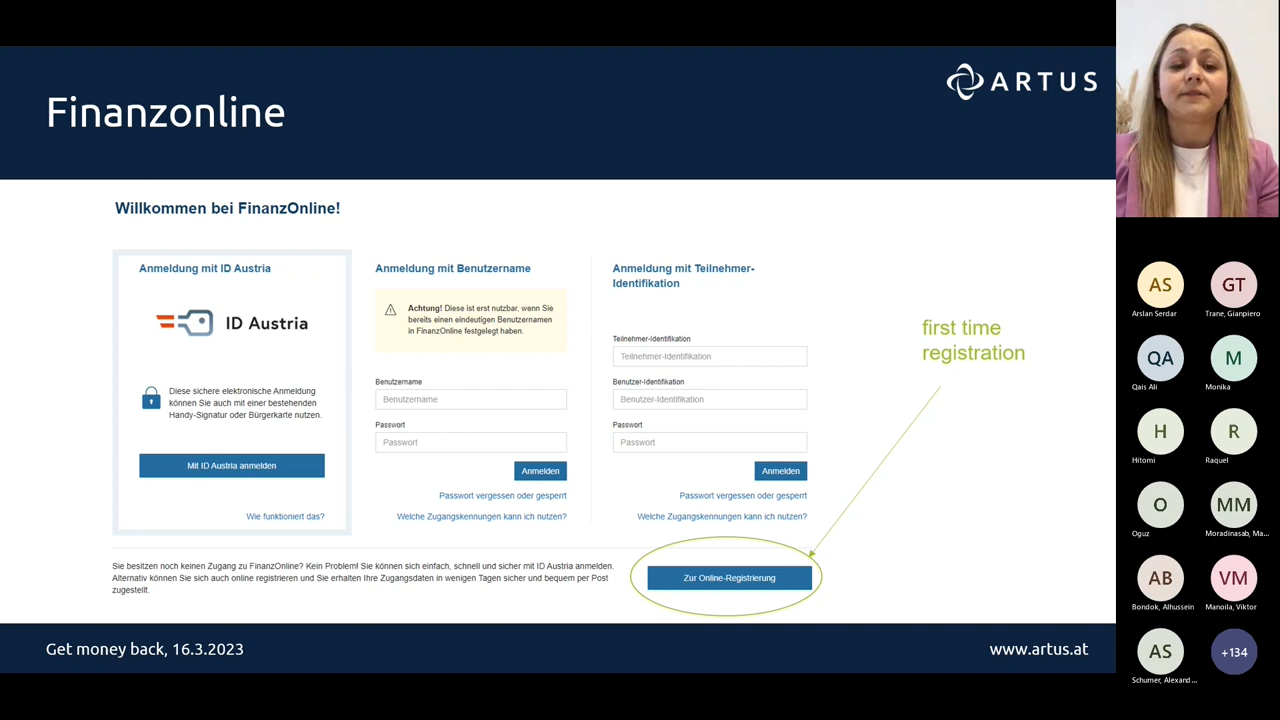 Finanzonline
ARTUS
Willkommen bei FinanzOnline!
Anmeldung mit ID Austria
ID Austria
Diese sichere elektronische Anmeldung
können Sie auch mit einer bestehenden
Handy-Signatur oder Bürgerkarte nutzen.
Mit ID Austria anmelden
Wie funktioniert das?
Anmeldung mit Benutzername
Achtung! Diese ist erst nutzbar, wenn Sie
bereits einen eindeutigen Benutzernamen
in FinanzOnline festgelegt haben.
Benutzername
Benutzername
Passwort
Passwort
Anmelden
Passwort vergessen oder gesperrt
Welche Zugangskennungen kann ich nutzen?
Anmeldung mit Teilnehmer-
Identifikation
Teilnehmer-Identifikation
Teilnehmer-Identifikation
Benutzer-Identifikation
Benutzer-Identifikation
Passwort
Passwort
Anmelden
Passwort vergessen oder gesperrt
Welche Zugangskennungen kann ich nutzen?
first time
registration
Sie besitzen noch keinen Zugang zu FinanzOnline? Kein Problem! Sie können sich einfach, schnell und sicher mit ID Austria anmelden.
Alternativ können Sie sich auch online registrieren und Sie erhalten Ihre Zugangsdaten in wenigen Tagen sicher und bequem per Post
zugestellt.
Zur Online-Registrierung
Get money back, 16.3.2023
www.artus.at
AS
Arslan Serdar
GT
Trane, Gianpiero
QA
Qais Ali
M
Monika
H
Hitomi
R
Raquel
O
Oguz
MM
Moradinasab, Ma...
AB
Bondok, Alhussein
VM
Manoila, Viktor
AS
Schumer, Alexand...
+134